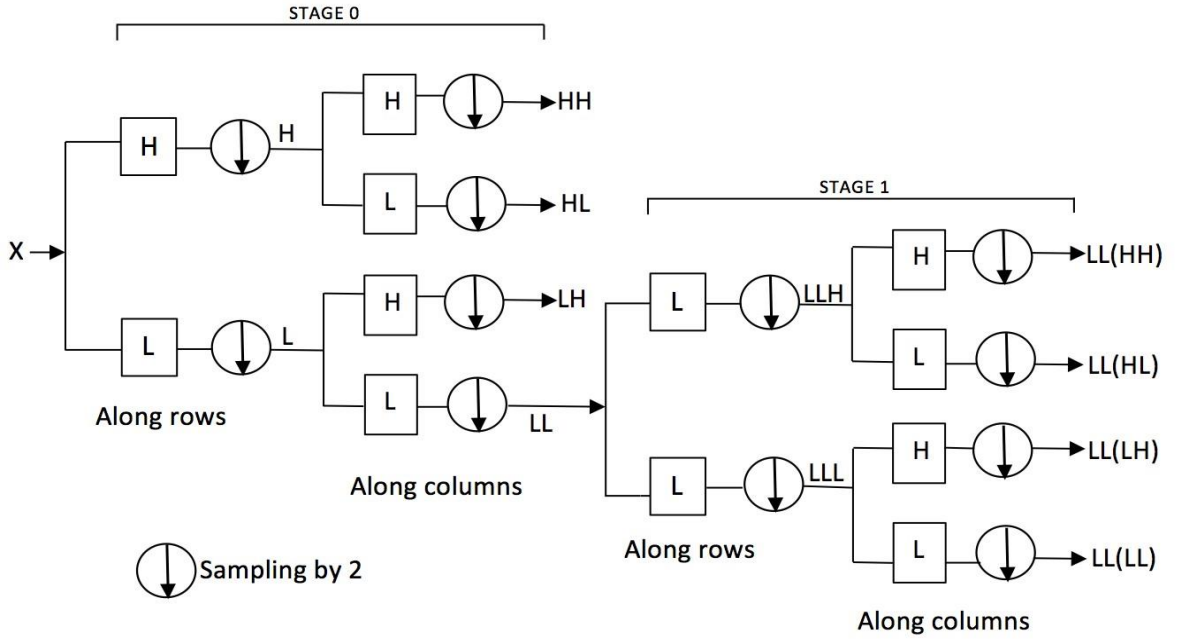 STAGE 0
H
H
H
HH
L
HL
X
L
L
H
LH
L
LL
Along rows
Along columns
STAGE 1
L
LLH
H
LL(HH)
L
LL(HL)
L
LLL
H
LL(LH)
L
LL(LL)
Along rows
Along columns
Sampling by 2